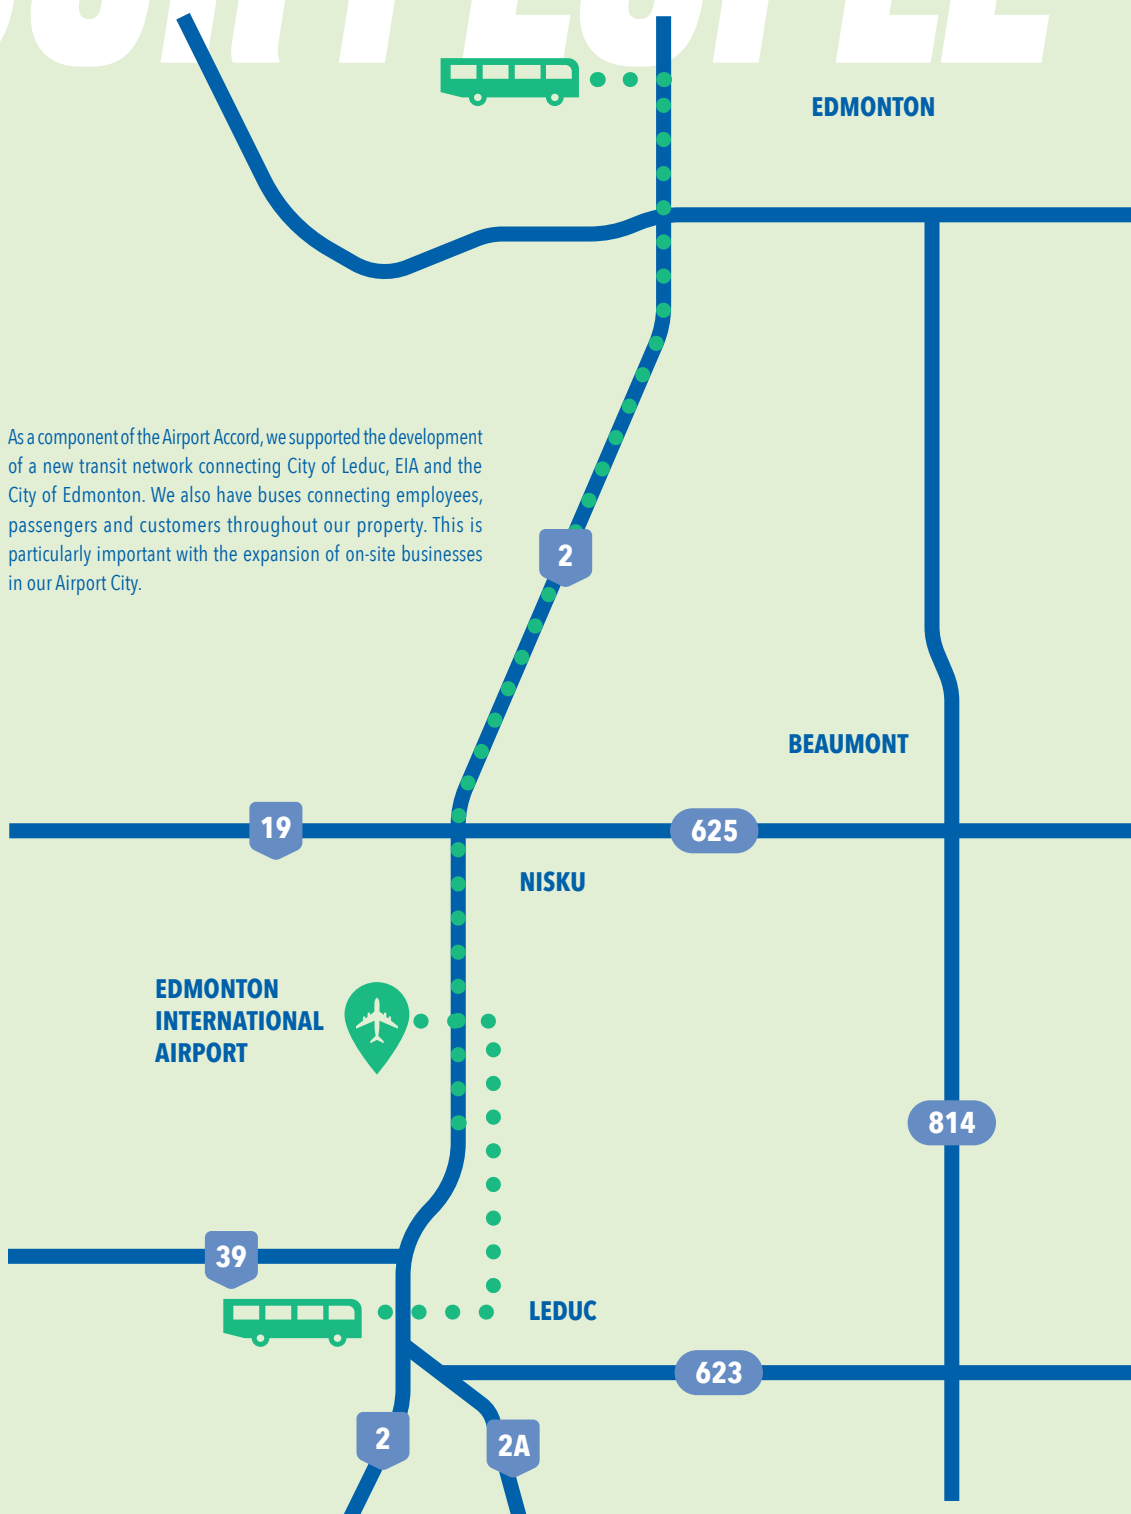 OUR PEOPLE
EDMONTON
As a component of the Airport Accord, we supported the development
of a new transit network connecting City of Leduc, EIA and the
City of Edmonton. We also have buses connecting employees,
passengers and customers throughout our property. This is
particularly important with the expansion of on-site businesses
in our Airport City.
2
BEAUMONT
19
625
NISKU
EDMONTON
INTERNATIONAL
AIRPORT
814
39
LEDUC
623
2
2A